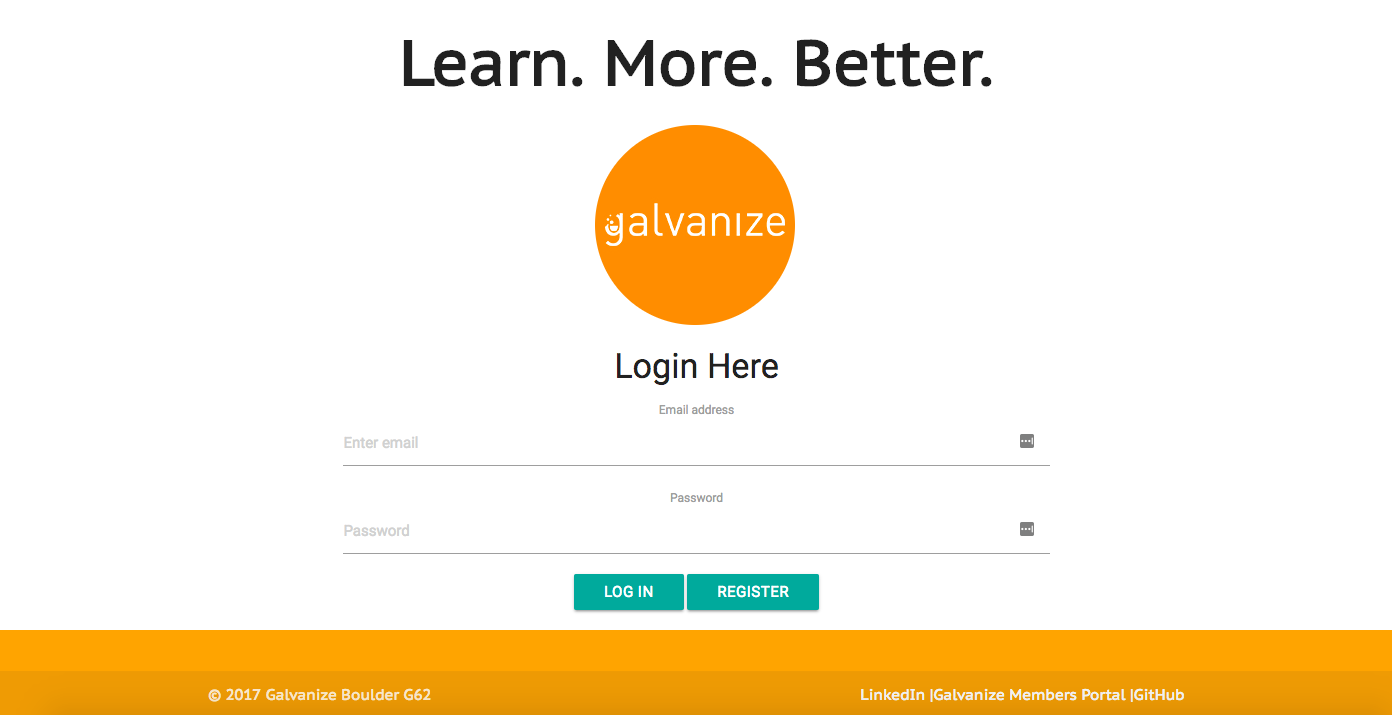 Learn. More. Better.
galvanize
Login Here
Email address
Enter email
Password
Password
LOG IN REGISTER
© 2017 Galvanize Boulder G62 LinkedIn |Galvanize Members Portal |GitHub